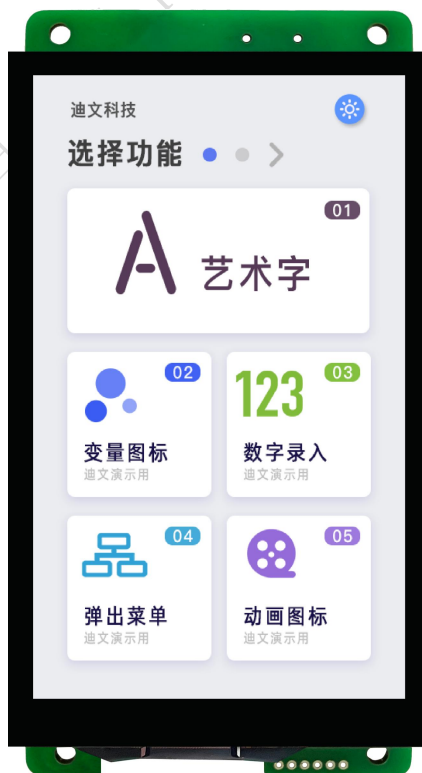 迪文科技
选择功能
01
艺术字
02
变量图标
迪文演示用
03
123
数字录入
迪文演示用
04
弹出菜单
迪文演示用
05
动画图标
迪文演示用